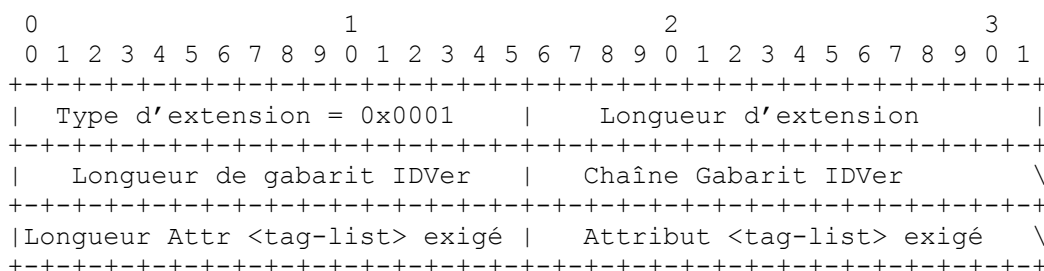 0                   1                   2                   3
0 1 2 3 4 5 6 7 8 9 0 1 2 3 4 5 6 7 8 9 0 1 2 3 4 5 6 7 8 9 0 1
+-+-+-+-+-+-+-+-+-+-+-+-+-+-+-+-+-+-+-+-+-+-+-+-+-+-+-+-+-+-+-+-+
|  Type d’extension = 0x0001    |    Longueur d’extension       |
+-+-+-+-+-+-+-+-+-+-+-+-+-+-+-+-+-+-+-+-+-+-+-+-+-+-+-+-+-+-+-+-+
|   Longueur de gabarit IDVer   |   Chaîne Gabarit IDVer        \
+-+-+-+-+-+-+-+-+-+-+-+-+-+-+-+-+-+-+-+-+-+-+-+-+-+-+-+-+-+-+-+-+
|Longueur Attr <tag-list> exigé |   Attribut <tag-list> exigé   \
+-+-+-+-+-+-+-+-+-+-+-+-+-+-+-+-+-+-+-+-+-+-+-+-+-+-+-+-+-+-+-+-+